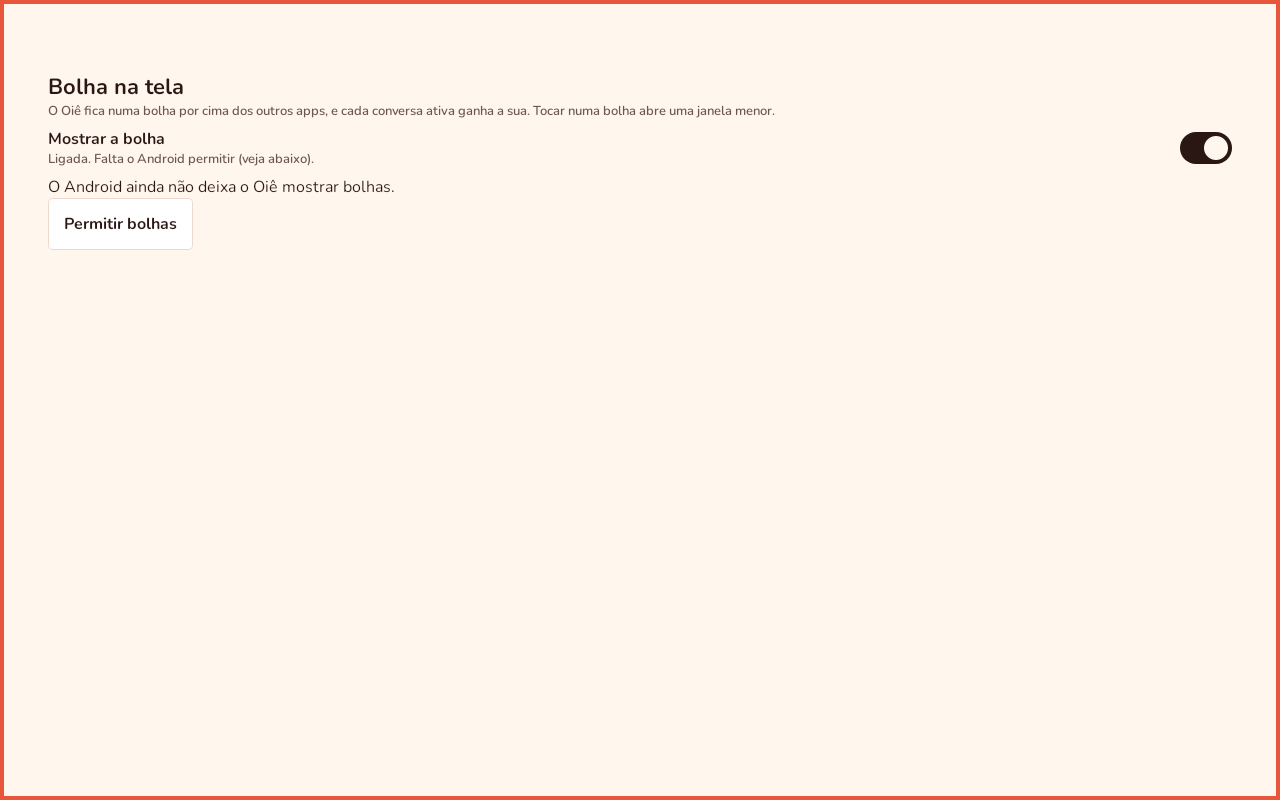 Bolha na tela
O Oiê fica numa bolha por cima dos outros apps, e cada conversa ativa ganha a sua. Tocar numa bolha abre uma janela menor.
Mostrar a bolha
Ligada. Falta o Android permitir (veja abaixo).
O Android ainda não deixa o Oiê mostrar bolhas.
Permitir bolhas